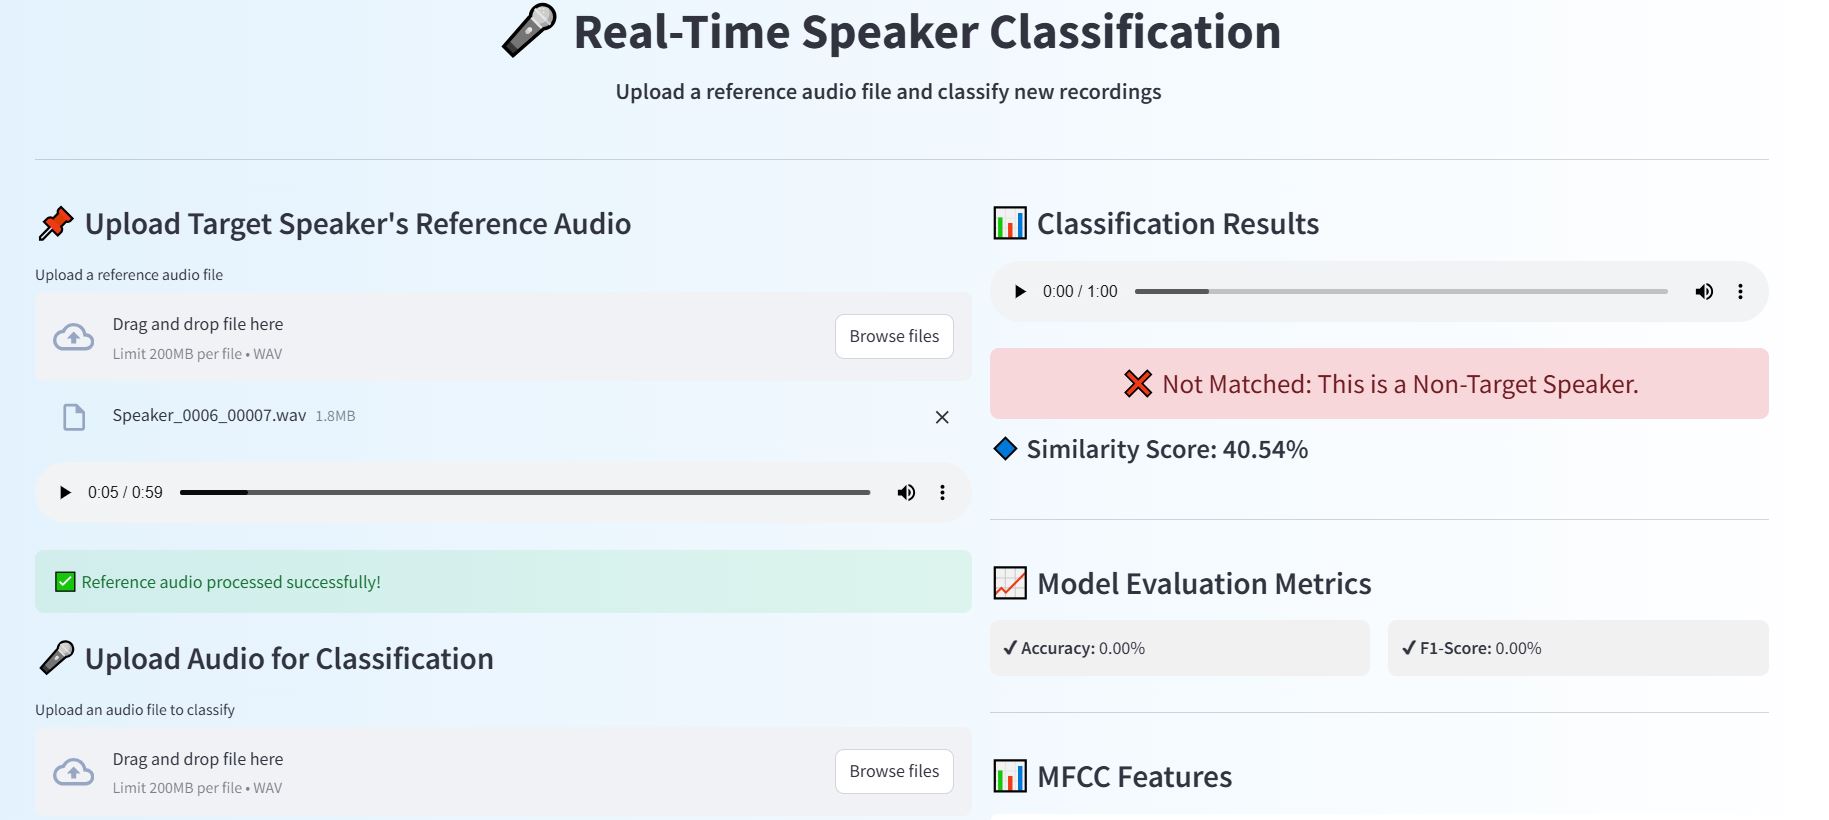 Real-Time Speaker Classification
Upload a reference audio file and classify new recordings
Upload Target Speaker's Reference Audio
Upload a reference audio file
Drag and drop file here
Limit 200MB per file • WAV
Browse files
Speaker_0006_00007.wav 1.8MB
0:05 / 0:59
Reference audio processed successfully!
Upload Audio for Classification
Upload an audio file to classify
Drag and drop file here
Limit 200MB per file • WAV
Browse files
Classification Results
0:00 / 1:00
Not Matched: This is a Non-Target Speaker.
Similarity Score: 40.54%
Model Evaluation Metrics
✔ Accuracy: 0.00%
✔ F1-Score: 0.00%
MFCC Features